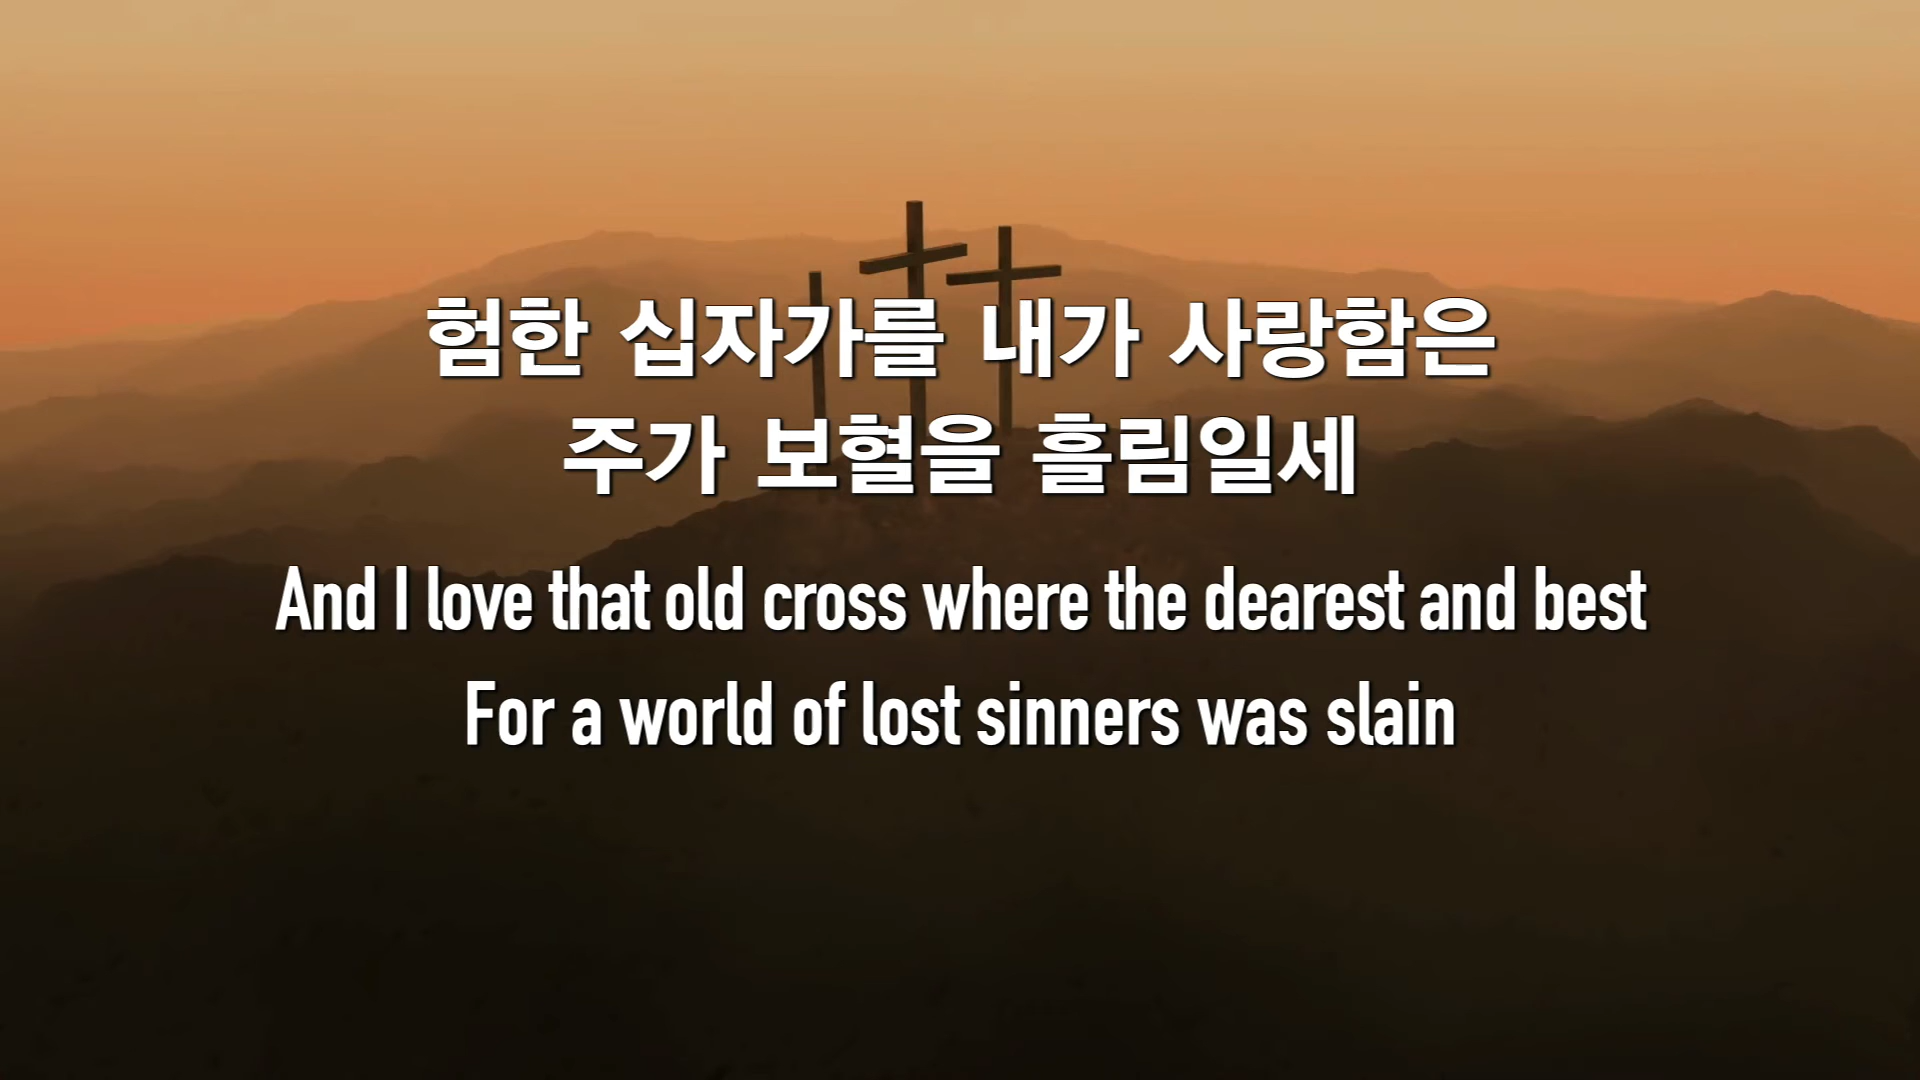 험한 십자가를 내가 사랑함은
주가 보혈을 흘림일세
And I love that old cross where the dearest and best
For a world of lost sinners was slain